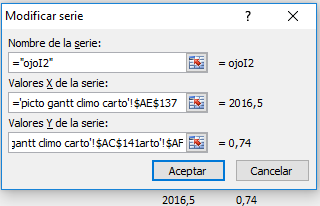 Modificar serie
Nombre de la serie:
="ojoI2" = ojoI2
Valores X de la serie:
='picto gantt climo carto'!$AE$137 = 2016,5
Valores Y de la serie:
gantt climo carto'!$AC$141arto'!$AF = 0,74
Aceptar Cancelar
2016,5 0,74